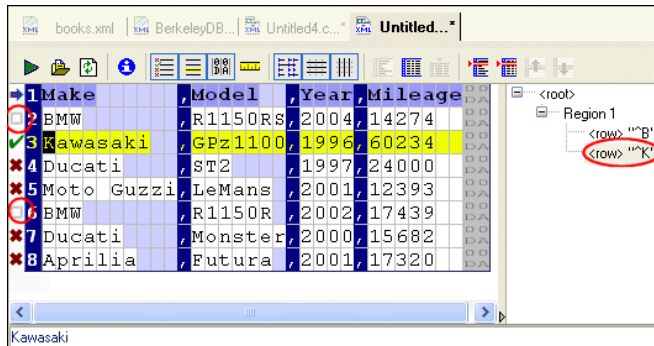 books.xml BerkeleyDB... Untitled4.c...* Untitled...*
1 Make ,Model ,Year,Mileage
2 BMW ,R1150RS,2004,14274
3 Kawasaki ,GPz1100,1996,60234
4 Ducati ,ST2 ,1997,24000
5 Moto Guzzi,LeMans ,2001,12393
6 BMW ,R1150R ,2002,17439
7 Ducati ,Monster,2000,15682
8 Aprilia ,Futura ,2001,17320
<root>
Region 1
<row> "^B"
<row> "^K"
Kawasaki